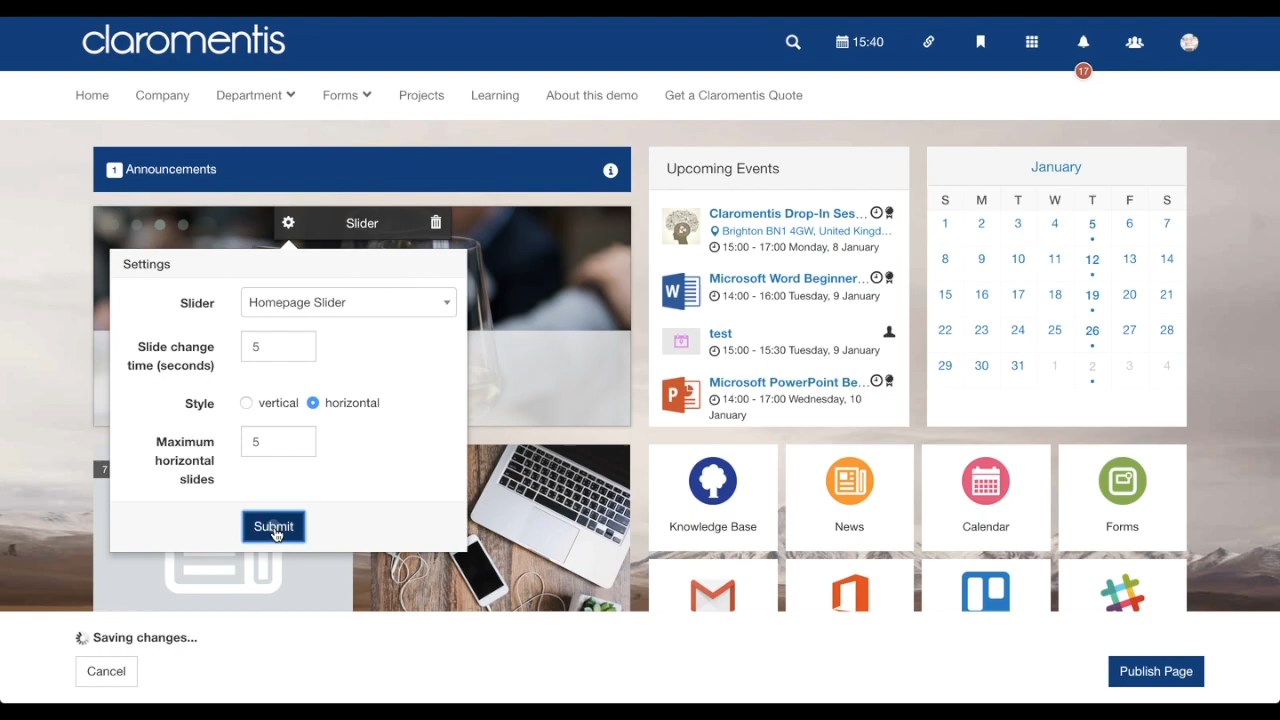 claromentis
15:40
17
Home
Company
Department
Forms
Projects
Learning
About this demo
Get a Claromentis Quote
1 Announcements
Slider
Settings
Slider
Homepage Slider
Slide change
time (seconds)
5
Style
vertical
horizontal
Maximum
horizontal
slides
5
Submit
7
Upcoming Events
Claromentis Drop-In Ses...
Brighton BN1 4GW, United Kingd...
15:00 - 17:00 Monday, 8 January
W
Microsoft Word Beginner...
14:00 - 16:00 Tuesday, 9 January
test
15:00 - 15:30 Tuesday, 9 January
P
Microsoft PowerPoint Be...
14:00 - 17:00 Wednesday, 10
January
January
S M T W T F S
1 2 3 4 5 6 7
8 9 10 11 12 13 14
15 16 17 18 19 20 21
22 23 24 25 26 27 28
29 30 31 1 2 3 4
Knowledge Base
News
Calendar
Forms
Saving changes...
Cancel
Publish Page